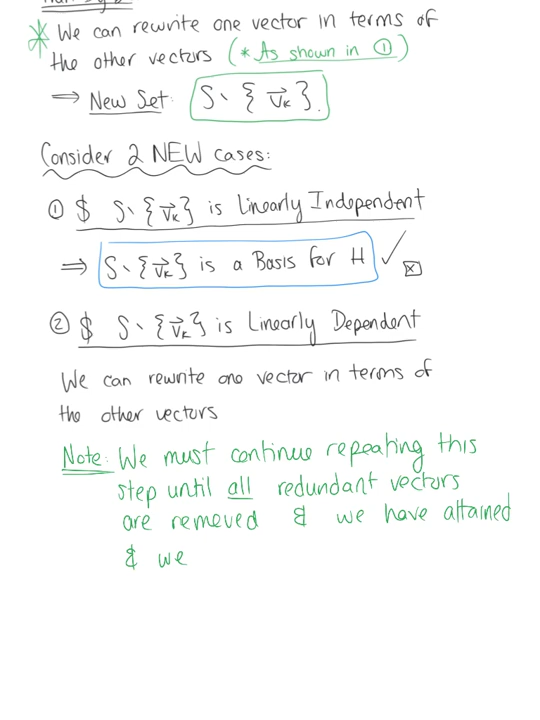 * We can rewrite one vector in terms of
the other vectors (* As shown in ①)
⟹ New Set: S \ { v⃗ₖ }.
Consider 2 NEW cases:
① $ S \ { v⃗ₖ } is Linearly Independent
⟹ S \ { v⃗ₖ } is a Basis for H ✓ ☒
② $ S \ { v⃗ₖ } is Linearly Dependent
We can rewrite one vector in terms of
the other vectors
Note: We must continue repeating this
step until all redundant vectors
are removed & we have attained
& we